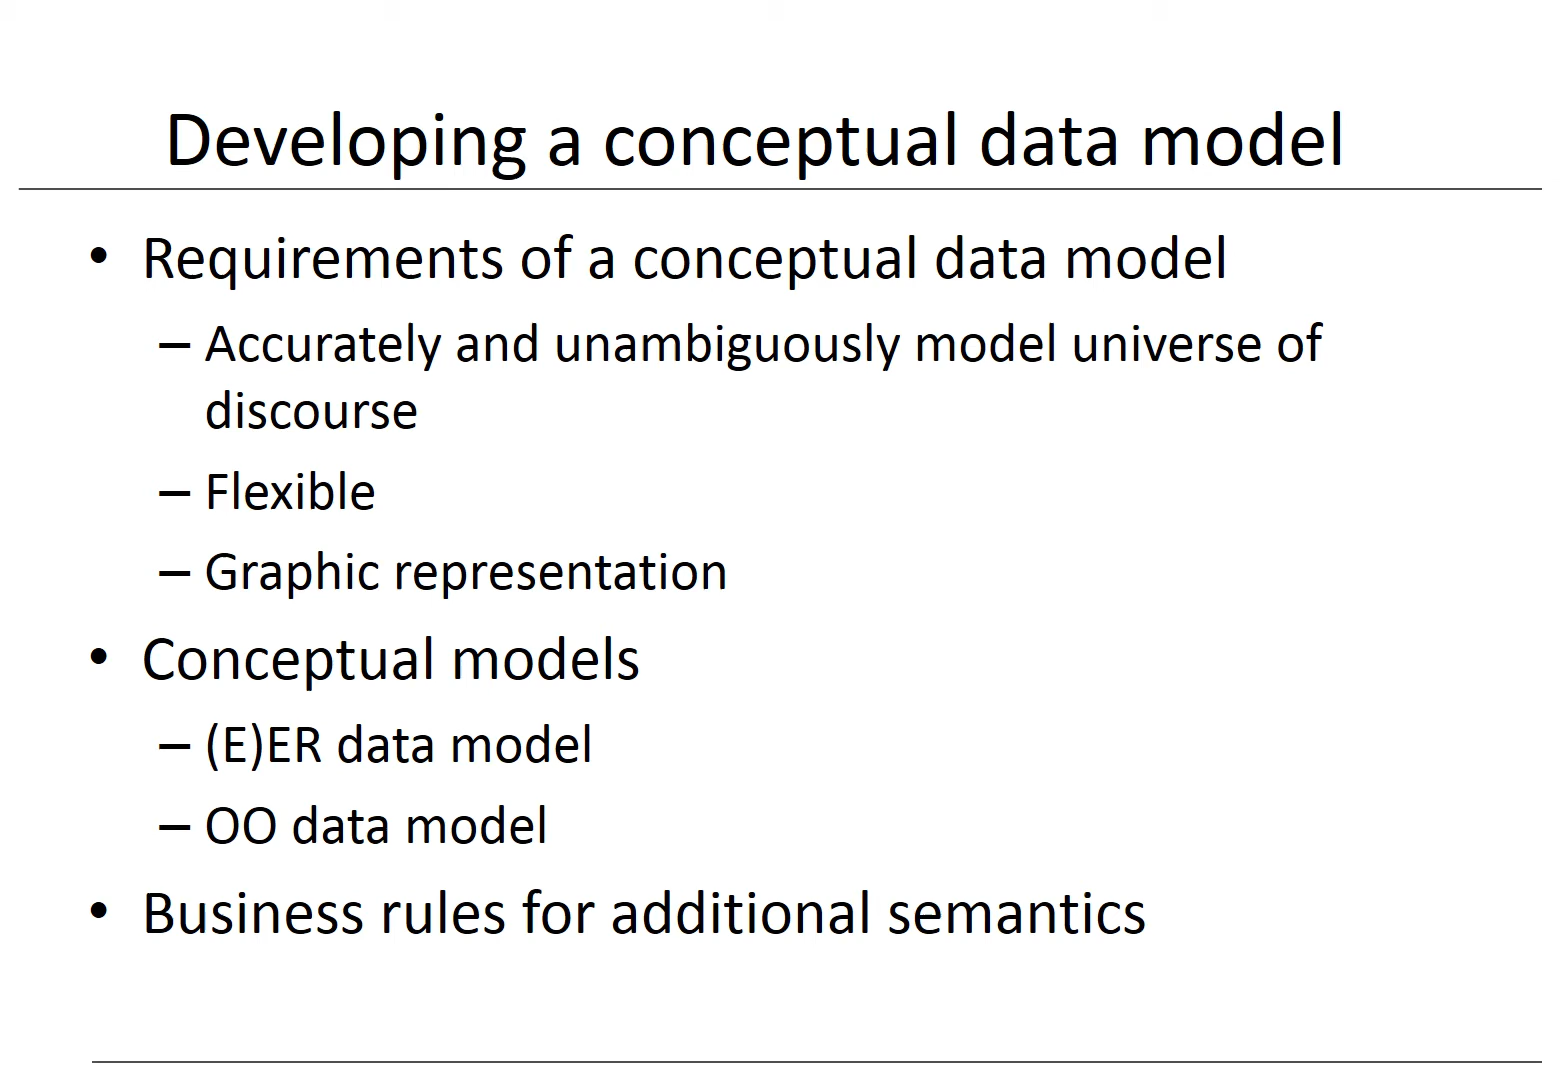 Developing a conceptual data model
• Requirements of a conceptual data model
– Accurately and unambiguously model universe of
discourse
– Flexible
– Graphic representation
• Conceptual models
– (E)ER data model
– OO data model
• Business rules for additional semantics